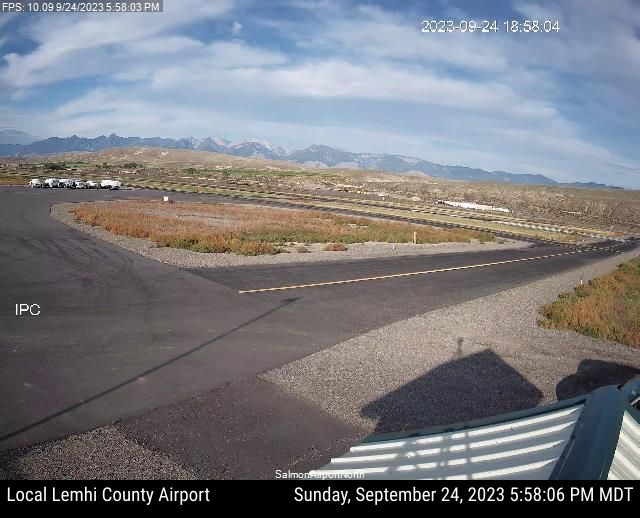 FPS: 10.09 9/24/2023 5:58:03 PM
2023-09-24 18:58:04
IPC
SalmonAirportNorth
Local Lemhi County Airport
Sunday, September 24, 2023 5:58:06 PM MDT